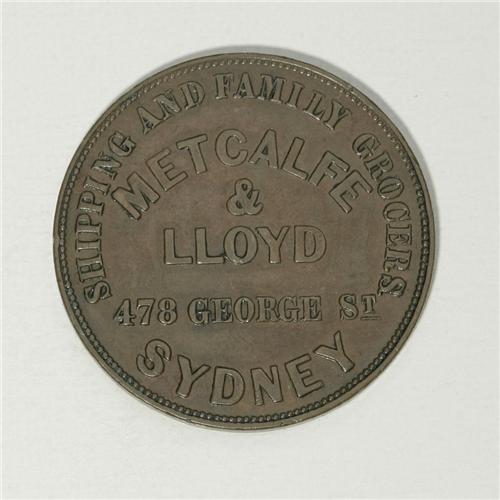 SHIPPING AND FAMILY GROCERS
METCALFE
&
LLOYD
478 GEORGE ST
SYDNEY